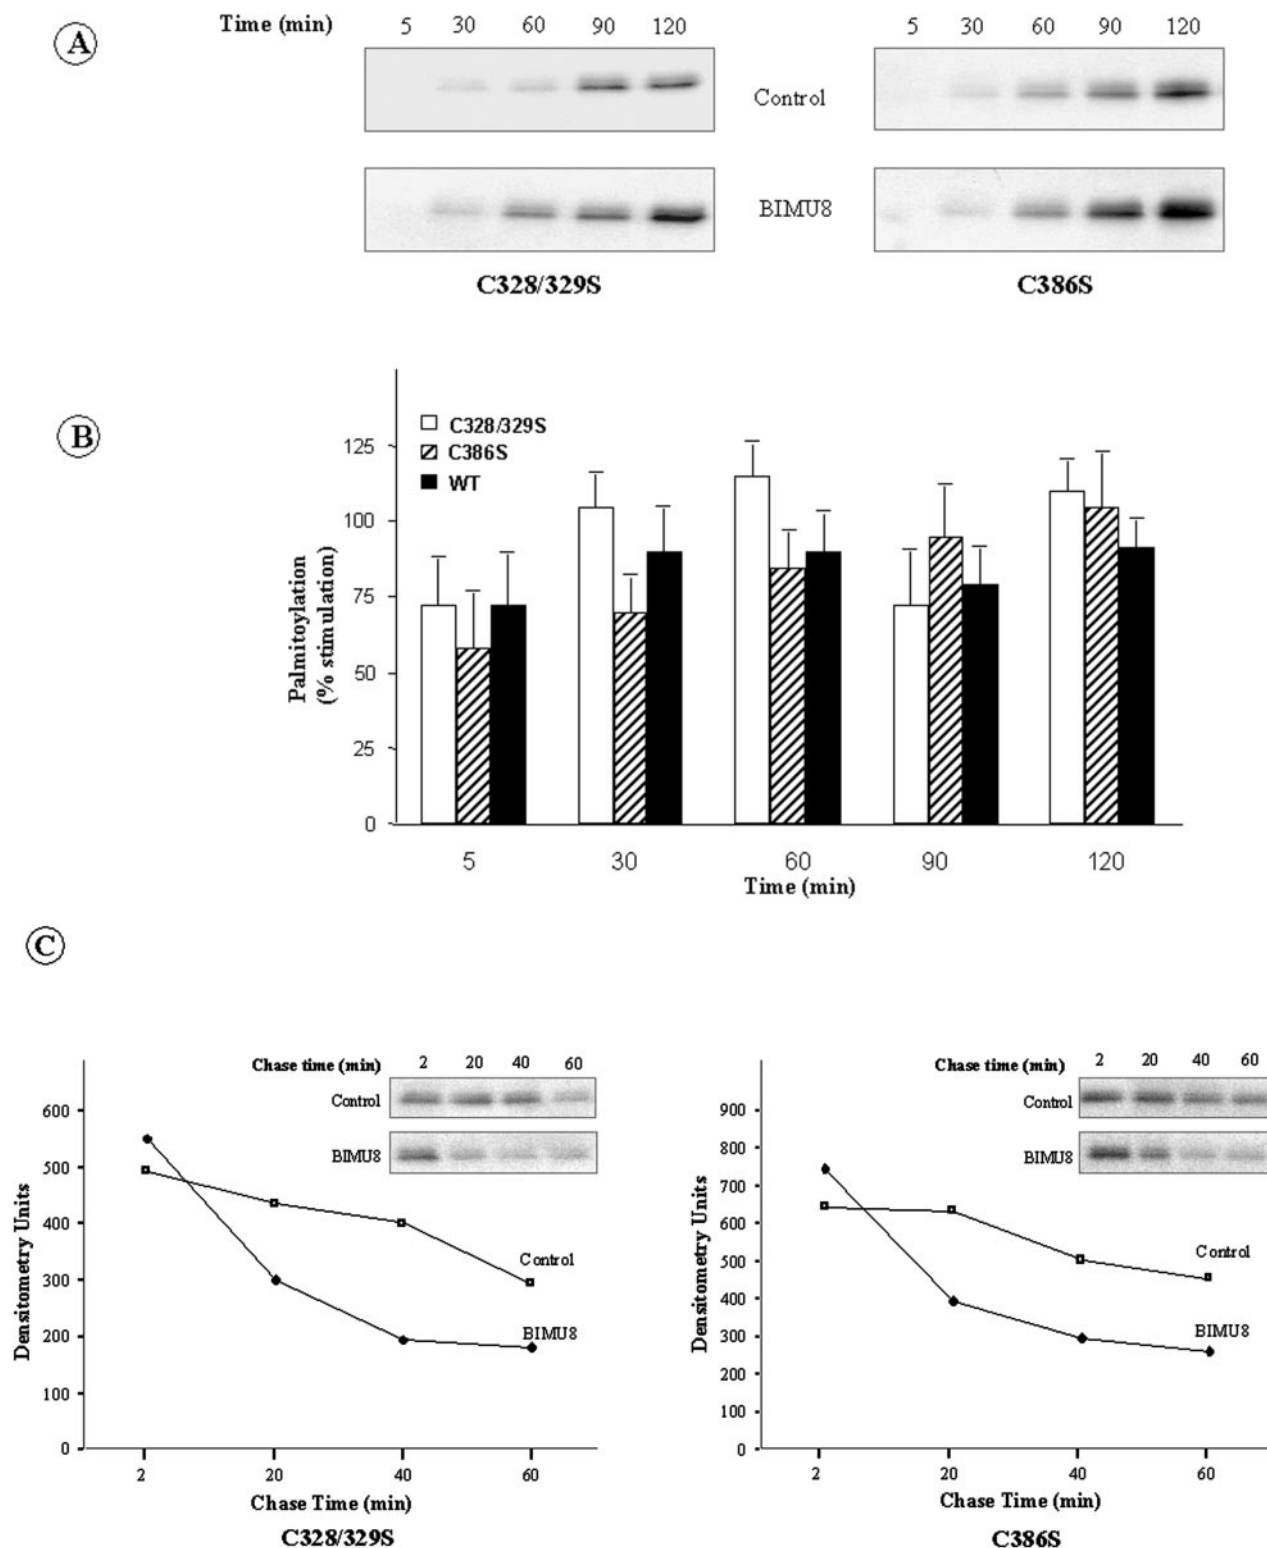 A
Time (min) 5 30 60 90 120 5 30 60 90 120
Control
BIMU8
C328/329S C386S
B
C328/329S
C386S
WT
125
100
75
50
25
0
Palmitoylation
(% stimulation)
5 30 60 90 120
Time (min)
C
Chase time (min) 2 20 40 60
Control
BIMU8
600
500
400
300
200
100
0
Densitometry Units
Control
BIMU8
2 20 40 60
Chase Time (min)
C328/329S
Chase time (min) 2 20 40 60
Control
BIMU8
900
800
700
600
500
400
300
200
100
0
Densitometry Units
Control
BIMU8
2 20 40 60
Chase Time (min)
C386S